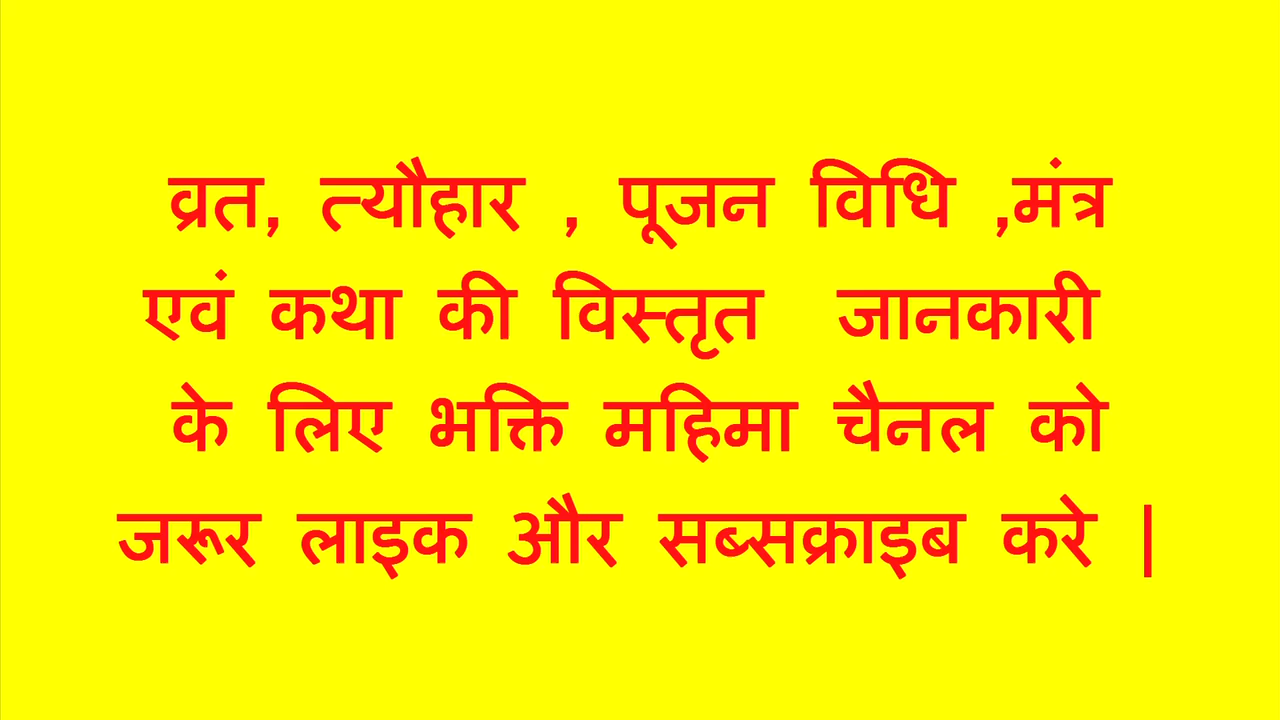 व्रत, त्यौहार , पूजन विधि ,मंत्र
एवं कथा की विस्तृत जानकारी
के लिए भक्ति महिमा चैनल को
जरूर लाइक और सब्सक्राइब करे |